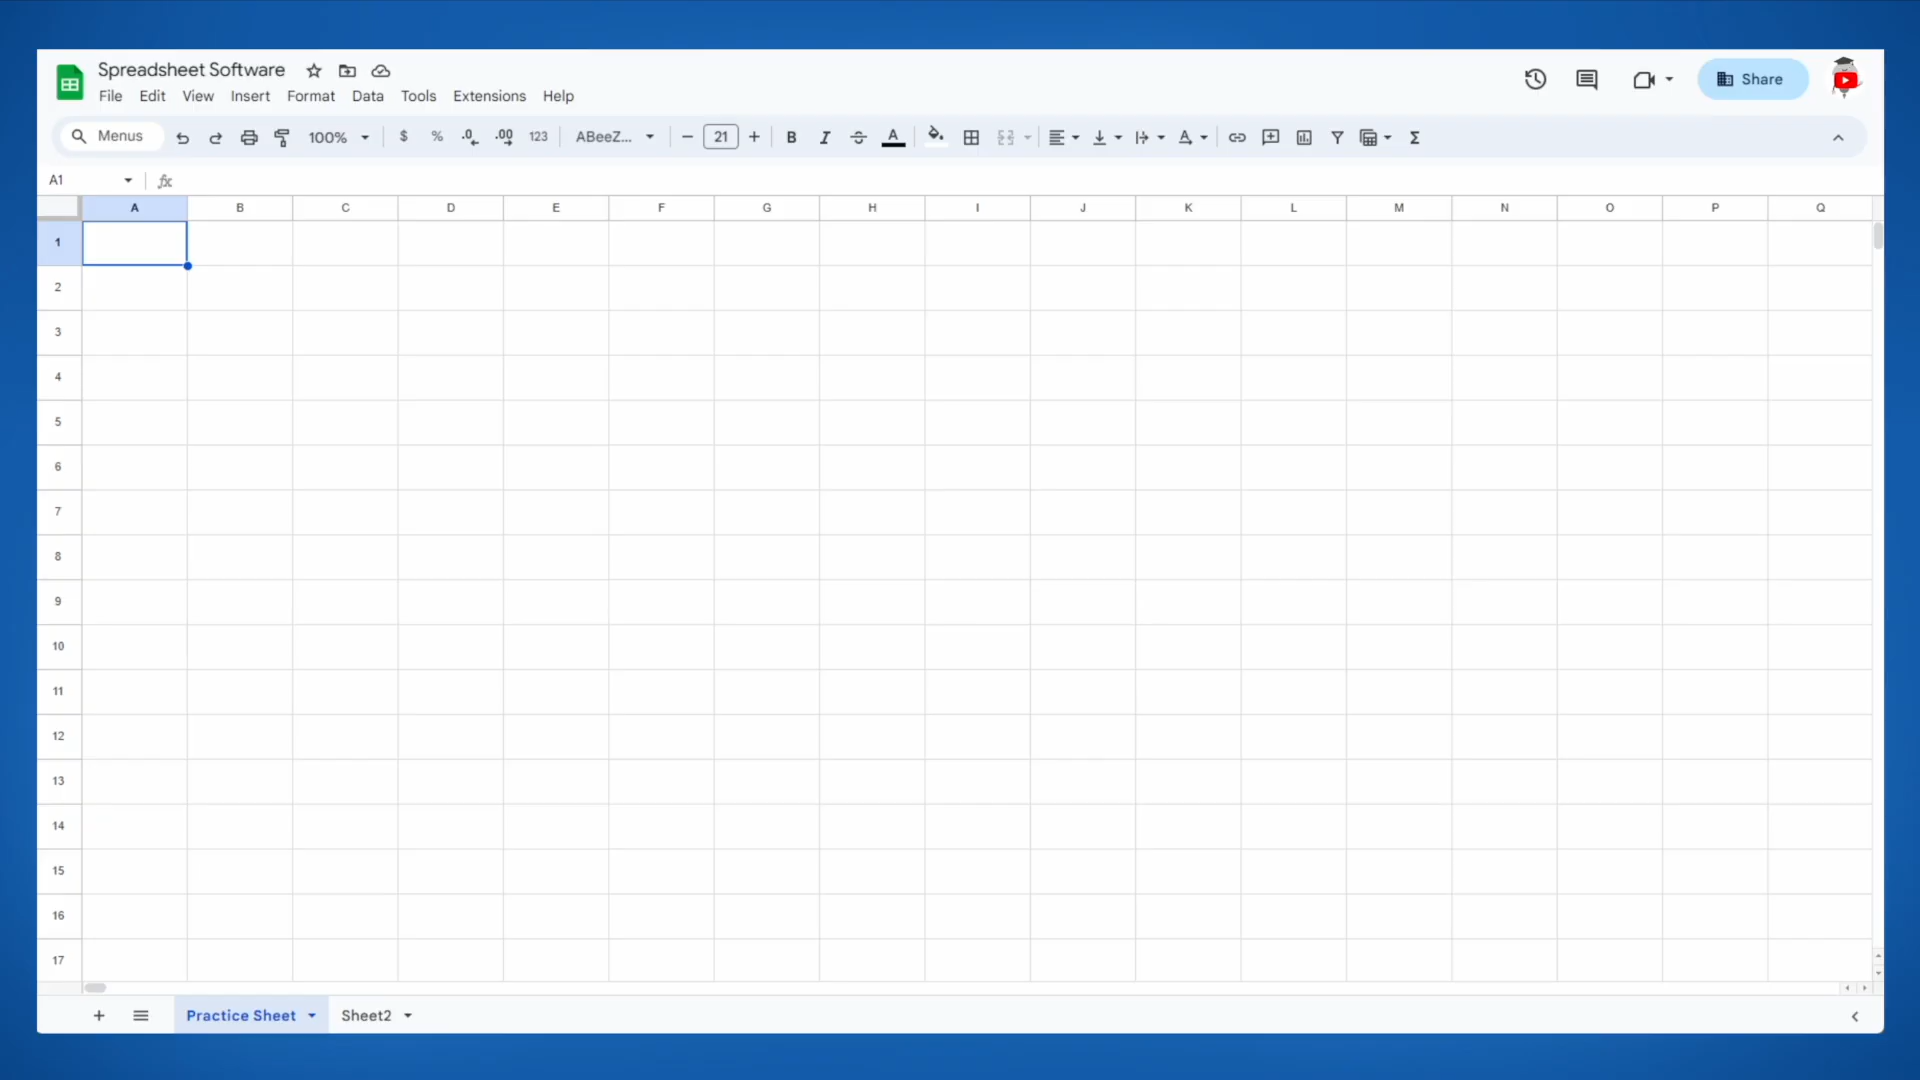 Spreadsheet Software
File Edit View Insert Format Data Tools Extensions Help
Share
Menus 100% $ % .0 .00 123 ABeeZ... 21 B I A A Σ
A1 fx
A B C D E F G H I J K L M N O P Q
1
2
3
4
5
6
7
8
9
10
11
12
13
14
15
16
17
Practice Sheet Sheet2